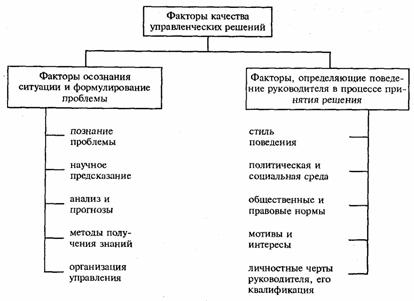 Факторы качества
управленческих решений
Факторы осознания
ситуации и формулирование
проблемы
познание
проблемы
научное
предсказание
анализ и
прогнозы
методы полу-
чения знаний
организация
управления
Факторы, определяющие поведе-
ние руководителя в процессе при-
нятия решения
стиль
поведения
политическая и
социальная среда
общественные и
правовые нормы
мотивы и
интересы
личностные черты
руководителя, его
квалификация